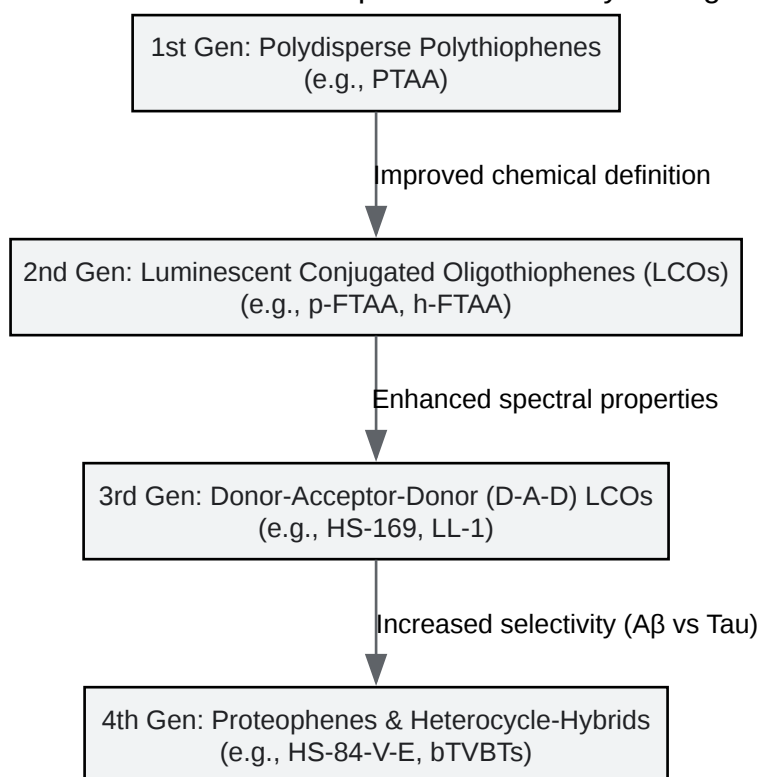 1st Gen: Polydisperse Polythiophenes
(e.g., PTAA)
Improved chemical definition
2nd Gen: Luminescent Conjugated Oligothiophenes (LCOs)
(e.g., p-FTAA, h-FTAA)
Enhanced spectral properties
3rd Gen: Donor-Acceptor-Donor (D-A-D) LCOs
(e.g., HS-169, LL-1)
Increased selectivity (Aβ vs Tau)
4th Gen: Proteophenes & Heterocycle-Hybrids
(e.g., HS-84-V-E, bTVBTs)